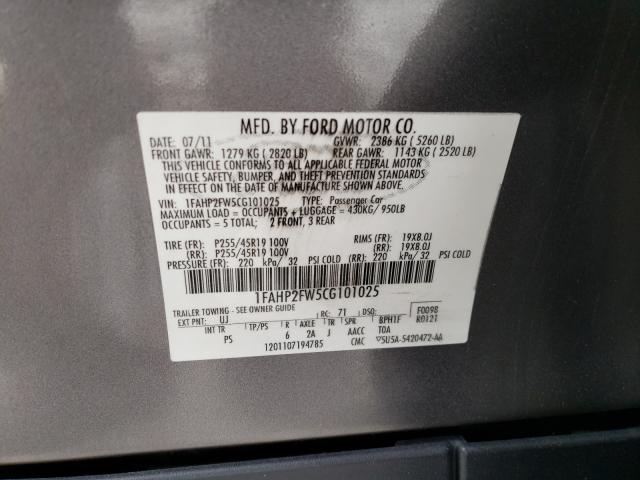 MFD. BY FORD MOTOR CO.
DATE: 07/11 GVWR: 2386 KG ( 5260 LB)
FRONT GAWR: 1279 KG ( 2820 LB) REAR GAWR: 1143 KG ( 2520 LB)
THIS VEHICLE CONFORMS TO ALL APPLICABLE FEDERAL MOTOR
VEHICLE SAFETY, BUMPER, AND THEFT PREVENTION STANDARDS
IN EFFECT ON THE DATE OF MANUFACTURE SHOWN ABOVE.
VIN: 1FAHP2FW5CG101025 TYPE: Passenger Car
MAXIMUM LOAD = OCCUPANTS + LUGGAGE = 430KG/ 950LB
OCCUPANTS = 5 TOTAL; 2 FRONT, 3 REAR
TIRE (FR): P255/45R19 100V RIMS (FR): 19X8.0J
(RR): P255/45R19 100V (RR): 19X8.0J
PRESSURE (FR): 220 kPa/ 32 PSI COLD (RR): 220 kPa/ 32 PSI COLD
1FAHP2FW5CG101025
TRAILER TOWING - SEE OWNER GUIDE F0098
EXT PNT: UJ RC: 71 DSO: R0121
INT TR TP/PS R AXLE TR SPR BPH1F
PS 6 2A J AACC TOA
1201107194785 CMC 5U5A-5420472-AA